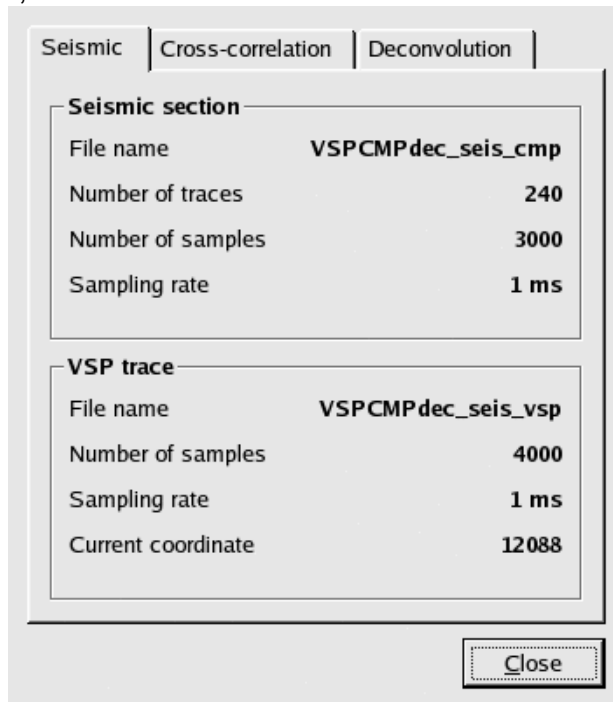 Seismic Cross-correlation Deconvolution
Seismic section
File name VSPCMPdec_seis_cmp
Number of traces 240
Number of samples 3000
Sampling rate 1 ms
VSP trace
File name VSPCMPdec_seis_vsp
Number of samples 4000
Sampling rate 1 ms
Current coordinate 12088
Close